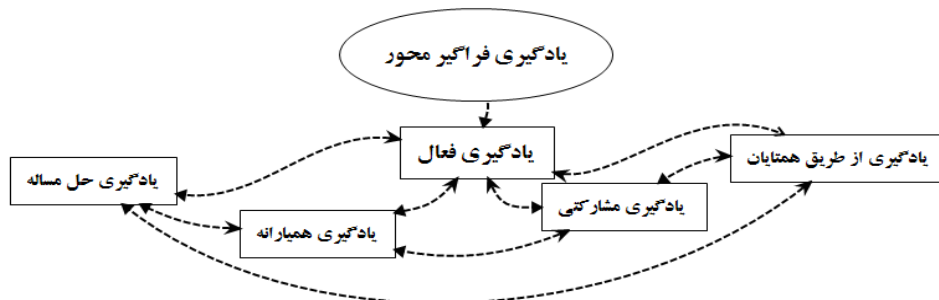 یادگیری فراگیر محور
یادگیری فعال
یادگیری از طریق همتایان
یادگیری حل مساله
یادگیری مشارکتی
یادگیری همیارانه